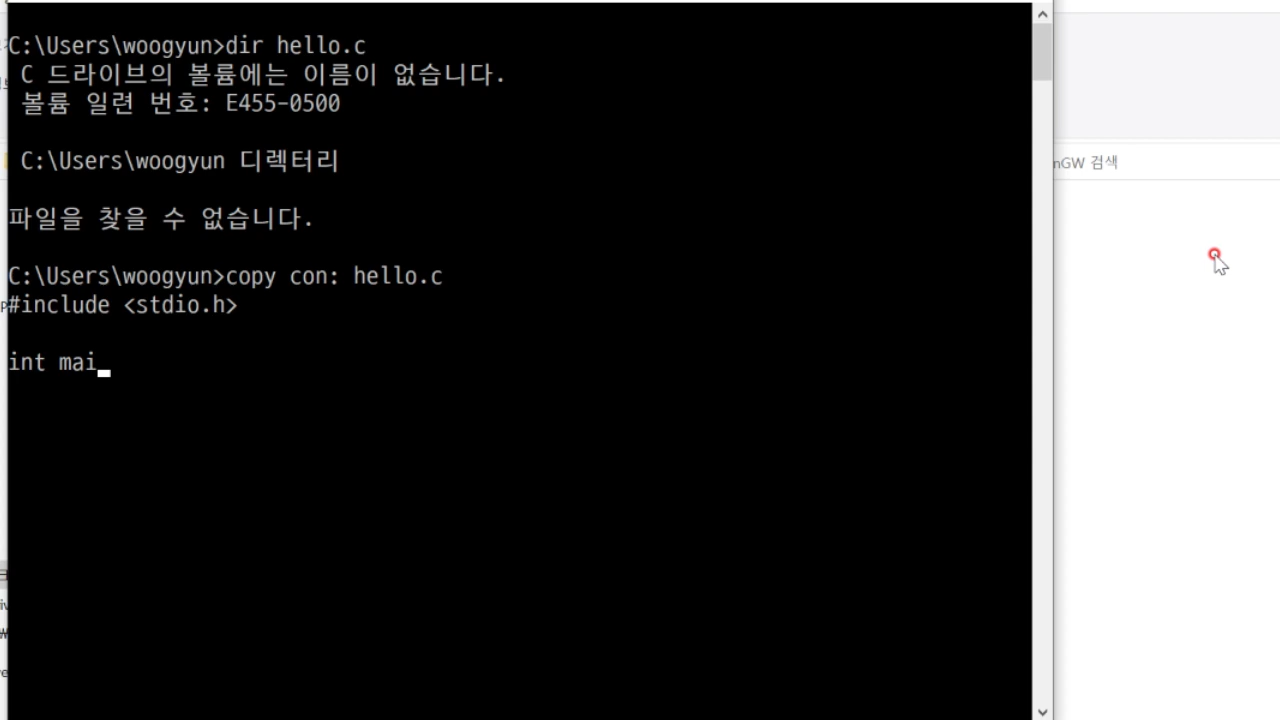 C:\Users\woogyun>dir hello.c
C 드라이브의 볼륨에는 이름이 없습니다.
볼륨 일련 번호: E455-0500
C:\Users\woogyun 디렉터리
nGW 검색
파일을 찾을 수 없습니다.
C:\Users\woogyun>copy con: hello.c
#include <stdio.h>
int mai